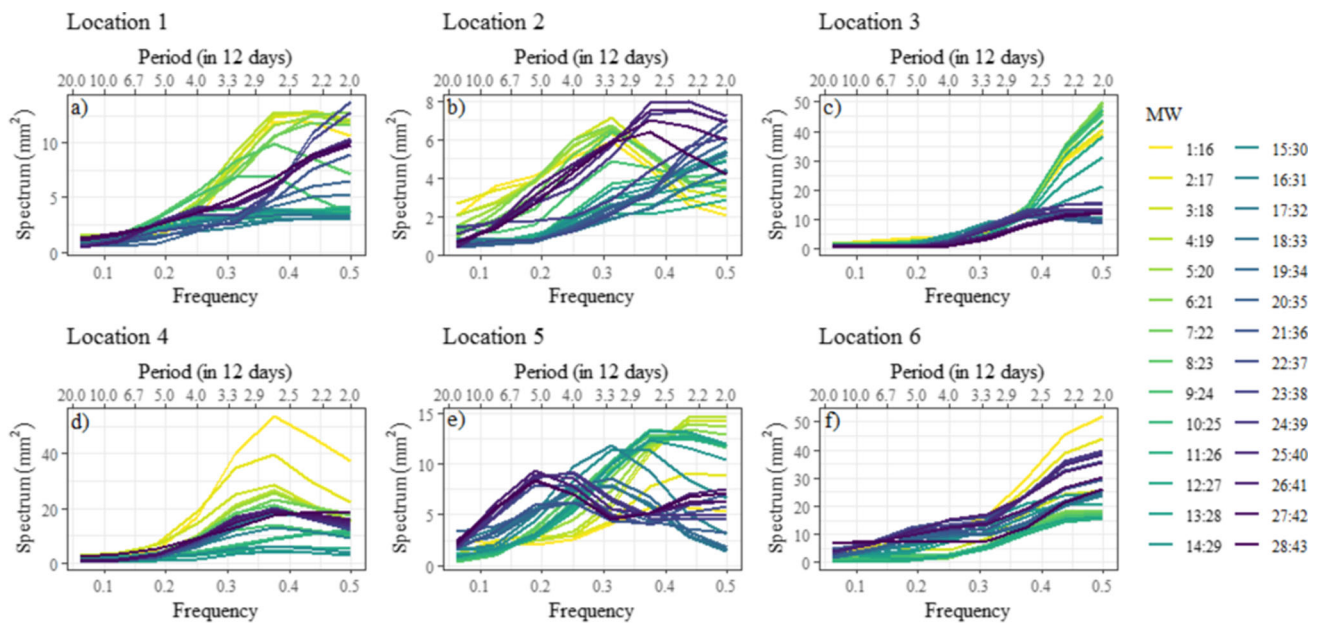 Location 1
Location 2
Location 3
Period (in 12 days)
Period (in 12 days)
Period (in 12 days)
20.0 10.0 6.7 5.0 4.0 3.3 2.9 2.5 2.2 2.0
20.0 10.0 6.7 5.0 4.0 3.3 2.9 2.5 2.2 2.0
20.0 10.0 6.7 5.0 4.0 3.3 2.9 2.5 2.2 2.0
a)
b)
c)
Spectrum (mm²)
10
5
0
Spectrum (mm²)
8
6
4
2
0
Spectrum (mm²)
50
40
30
20
10
0
0.1 0.2 0.3 0.4 0.5
0.1 0.2 0.3 0.4 0.5
0.1 0.2 0.3 0.4 0.5
Frequency
Frequency
Frequency
Location 4
Location 5
Location 6
Period (in 12 days)
Period (in 12 days)
Period (in 12 days)
20.0 10.0 6.7 5.0 4.0 3.3 2.9 2.5 2.2 2.0
20.0 10.0 6.7 5.0 4.0 3.3 2.9 2.5 2.2 2.0
20.0 10.0 6.7 5.0 4.0 3.3 2.9 2.5 2.2 2.0
d)
e)
f)
Spectrum (mm²)
40
20
0
Spectrum (mm²)
15
10
5
0
Spectrum (mm²)
50
40
30
20
10
0
0.1 0.2 0.3 0.4 0.5
0.1 0.2 0.3 0.4 0.5
0.1 0.2 0.3 0.4 0.5
Frequency
Frequency
Frequency
MW
1:16
2:17
3:18
4:19
5:20
6:21
7:22
8:23
9:24
10:25
11:26
12:27
13:28
14:29
15:30
16:31
17:32
18:33
19:34
20:35
21:36
22:37
23:38
24:39
25:40
26:41
27:42
28:43